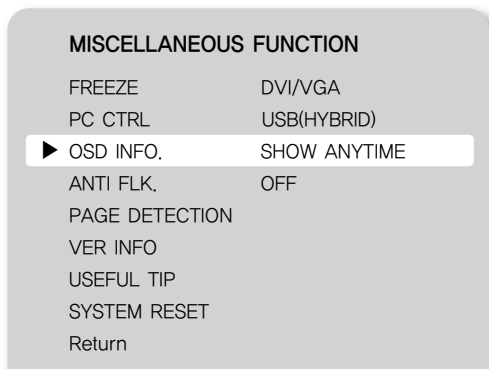 MISCELLANEOUS FUNCTION
FREEZE DVI/VGA
PC CTRL USB(HYBRID)
▶ OSD INFO. SHOW ANYTIME
ANTI FLK. OFF
PAGE DETECTION
VER INFO
USEFUL TIP
SYSTEM RESET
Return